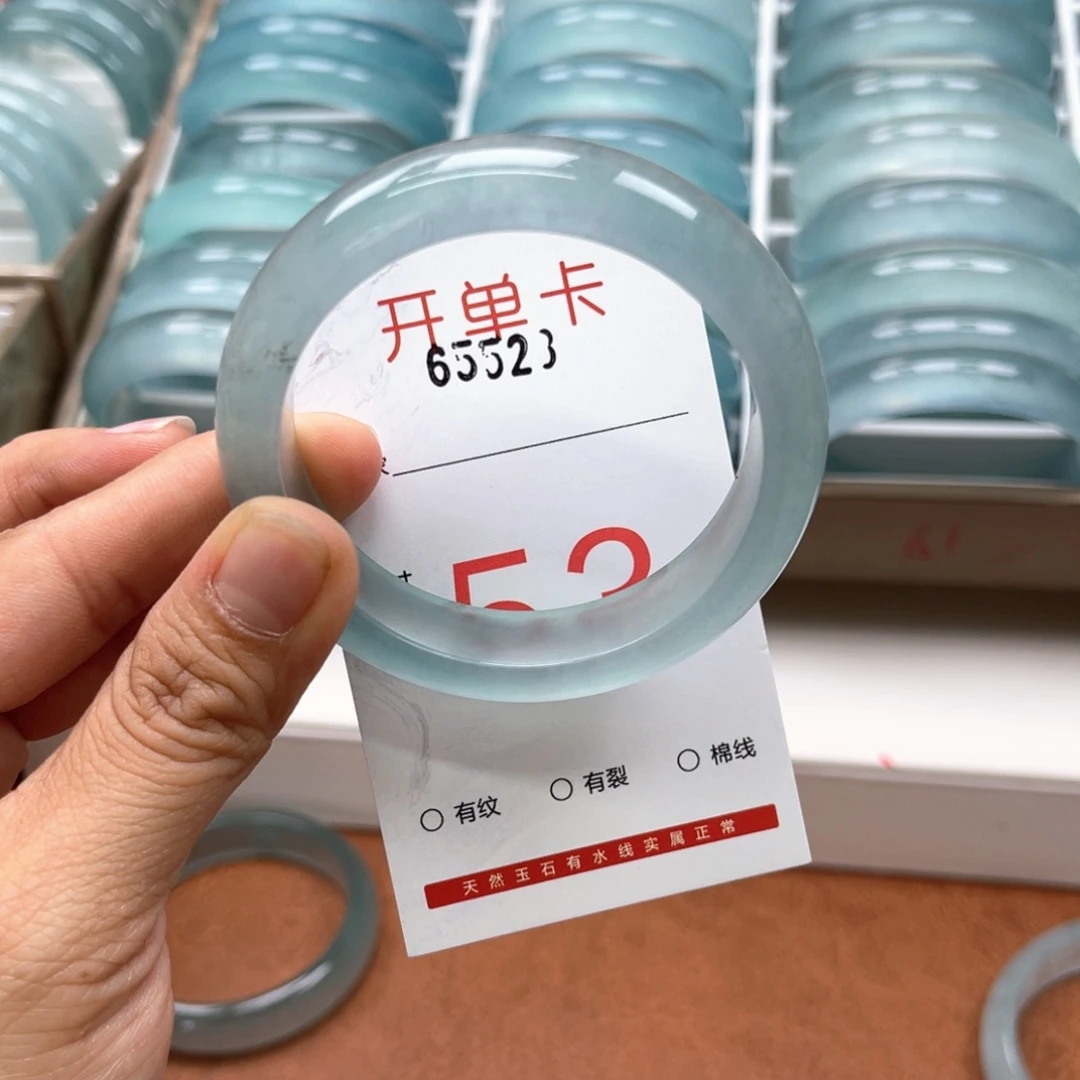 开单卡
65523
53
○ 有纹 ○ 有裂 ○ 棉线
天然玉石有水线实属正常